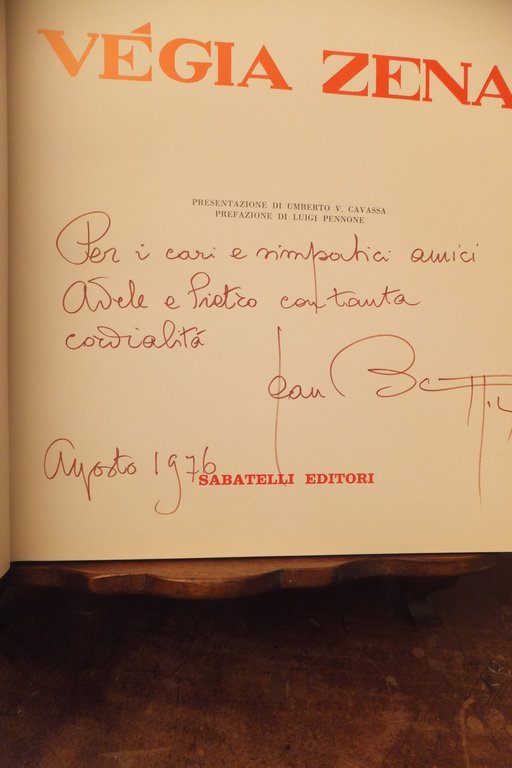 VÉGIA ZENA
PRESENTAZIONE DI UMBERTO V. CAVASSA
PREFAZIONE DI LUIGI PENNONE
Per i cari e simpatici amici
Adele e Pietro con tanta
cordialità
Jean
Agosto 1976
SABATELLI EDITORI